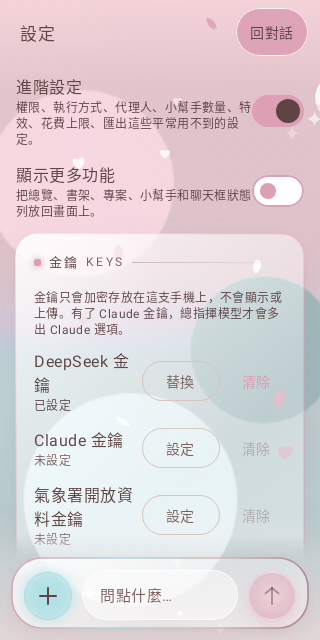 設定
回對話
進階設定
權限、執行方式、代理人、小幫手數量、特
效、花費上限、匯出這些平常用不到的設
定。
顯示更多功能
把總覽、書架、專案、小幫手和聊天框狀態
列放回畫面上。
金鑰 KEYS
金鑰只會加密存放在這支手機上，不會顯示或
上傳。有了 Claude 金鑰，總指揮模型才會多
出 Claude 選項。
DeepSeek 金
鑰
已設定
替換
清除
Claude 金鑰
未設定
設定
清除
氣象署開放資
料金鑰
未設定
設定
清除
問點什麼…